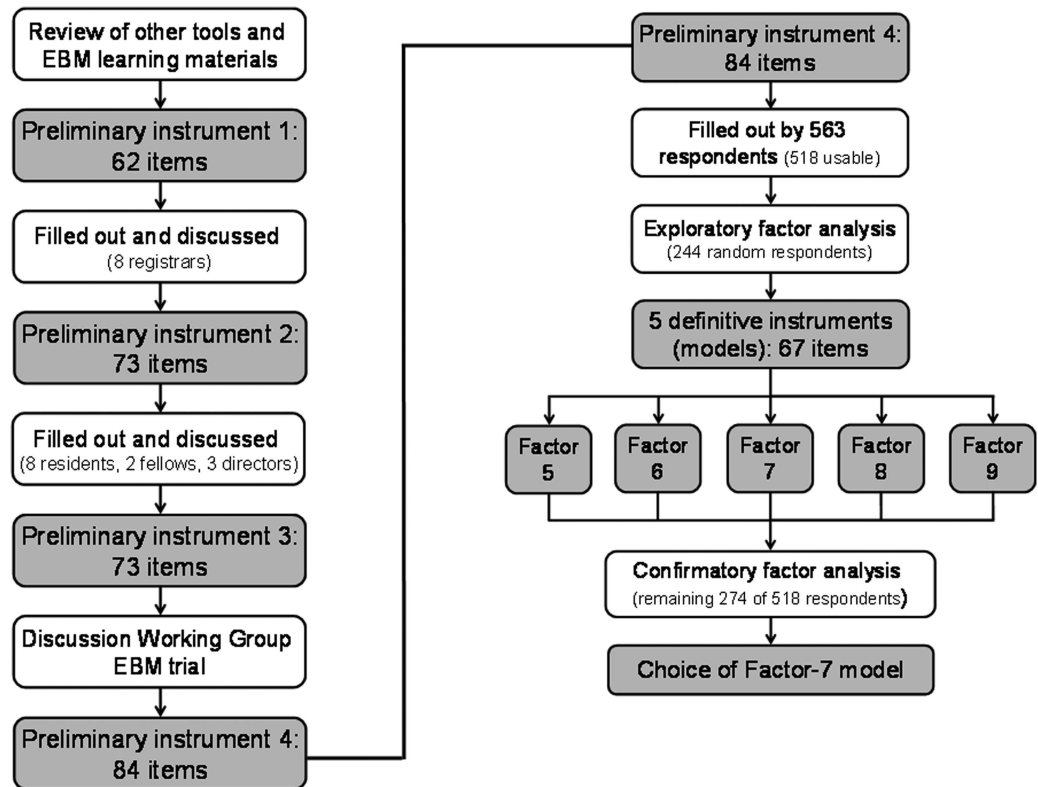 Review of other tools and
EBM learning materials
Preliminary instrument 1:
62 items
Filled out and discussed
(8 registrars)
Preliminary instrument 2:
73 items
Filled out and discussed
(8 residents, 2 fellows, 3 directors)
Preliminary instrument 3:
73 items
Discussion Working Group
EBM trial
Preliminary instrument 4:
84 items
Preliminary instrument 4:
84 items
Filled out by 563
respondents (518 usable)
Exploratory factor analysis
(244 random respondents)
5 definitive instruments
(models): 67 items
Factor
5
Factor
6
Factor
7
Factor
8
Factor
9
Confirmatory factor analysis
(remaining 274 of 518 respondents)
Choice of Factor-7 model